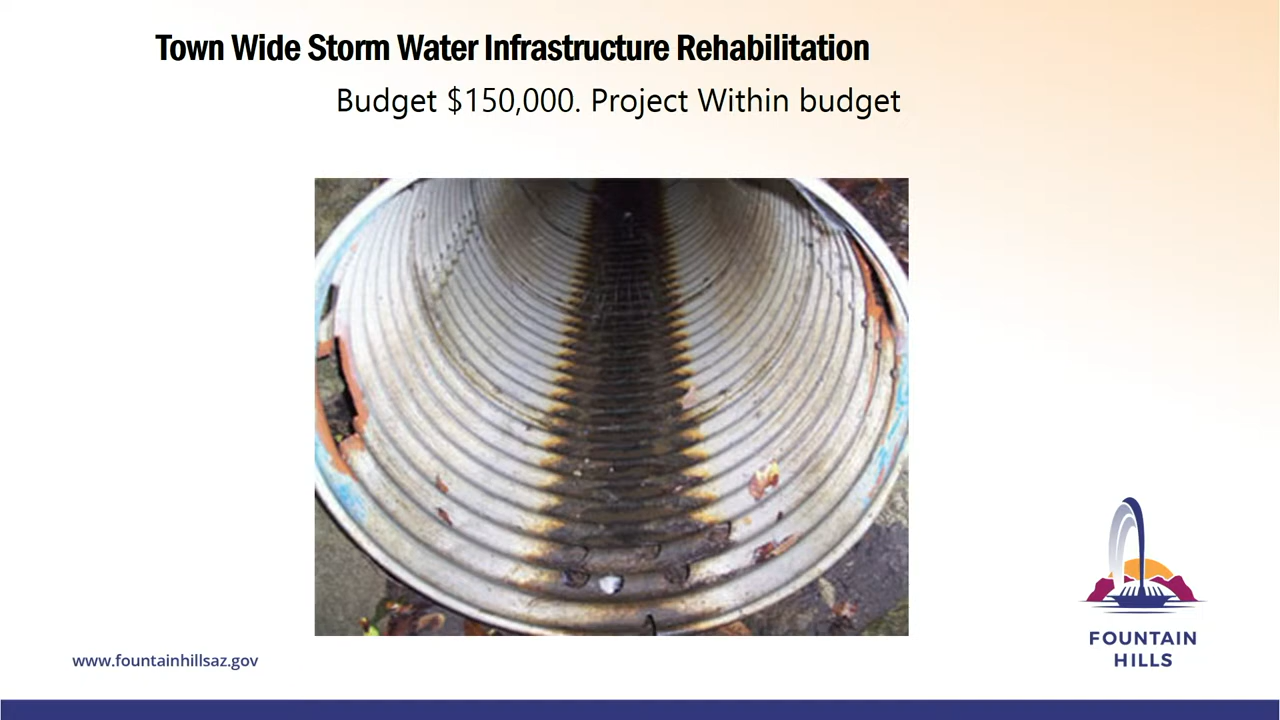 Town Wide Storm Water Infrastructure Rehabilitation
Budget $150,000. Project Within budget
www.fountainhillsaz.gov
FOUNTAIN
HILLS